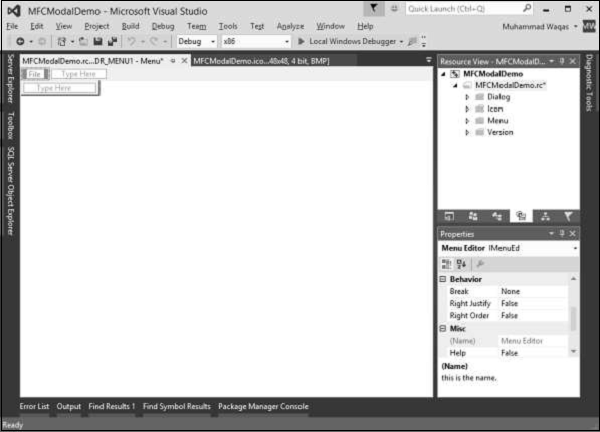 MFCModalDemo - Microsoft Visual Studio
Quick Launch (Ctrl+Q)
File Edit View Project Build Debug Team Tools Test Analyze Window Help
Muhammad Waqas MW
Debug x86 Local Windows Debugger
Server Explorer
Toolbox
SQL Server Object Explorer
MFCModalDemo.rc...DR_MENU1 - Menu* MFCModalDemo.ico...48x48, 4 bit, BMP]
File Type Here
Type Here
Resource View - MFCModalD...
MFCModalDemo
MFCModalDemo.rc*
Dialog
Icon
Menu
Version
Diagnostic Tools
Properties
Menu Editor IMenuEd
Behavior
Break None
Right Justify False
Right Order False
Misc
(Name) Menu Editor
Help False
(Name)
this is the name.
Error List Output Find Results 1 Find Symbol Results Package Manager Console
Ready